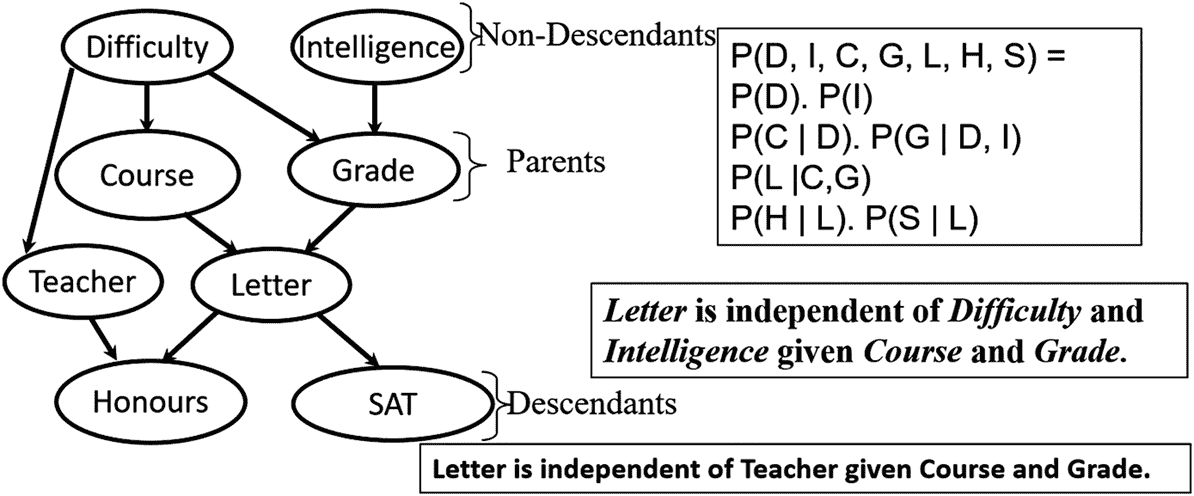 Difficulty
Intelligence
Non-Descendants
Course
Grade
Parents
Teacher
Letter
Honours
SAT
Descendants
P(D, I, C, G, L, H, S) =
P(D). P(I)
P(C | D). P(G | D, I)
P(L |C,G)
P(H | L). P(S | L)
Letter is independent of Difficulty and
Intelligence given Course and Grade.
Letter is independent of Teacher given Course and Grade.